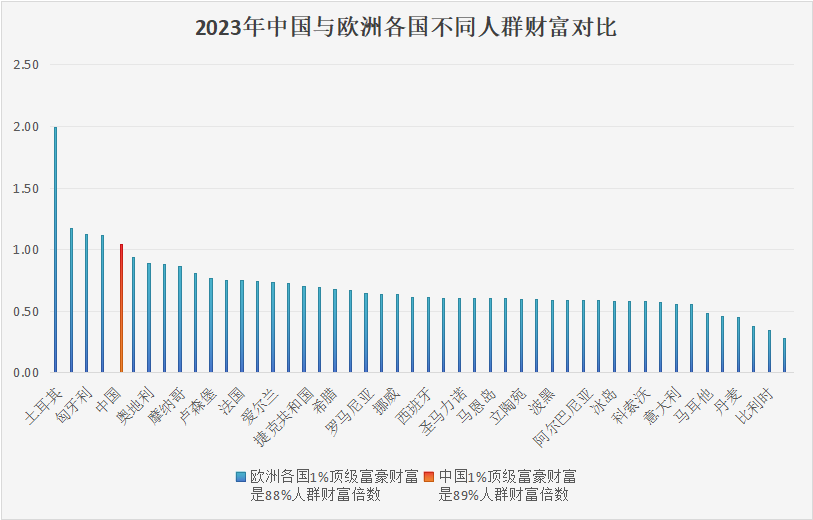 2023年中国与欧洲各国不同人群财富对比
2.50
2.00
1.50
1.00
0.50
0.00
土耳其
匈牙利
中国
奥地利
摩纳哥
卢森堡
法国
爱尔兰
捷克共和国
希腊
罗马尼亚
挪威
西班牙
圣马力诺
马恩岛
立陶宛
波黑
阿尔巴尼亚
冰岛
科索沃
意大利
马耳他
丹麦
比利时
欧洲各国1%顶级富豪财富
是88%人群财富倍数
中国1%顶级富豪财富
是89%人群财富倍数